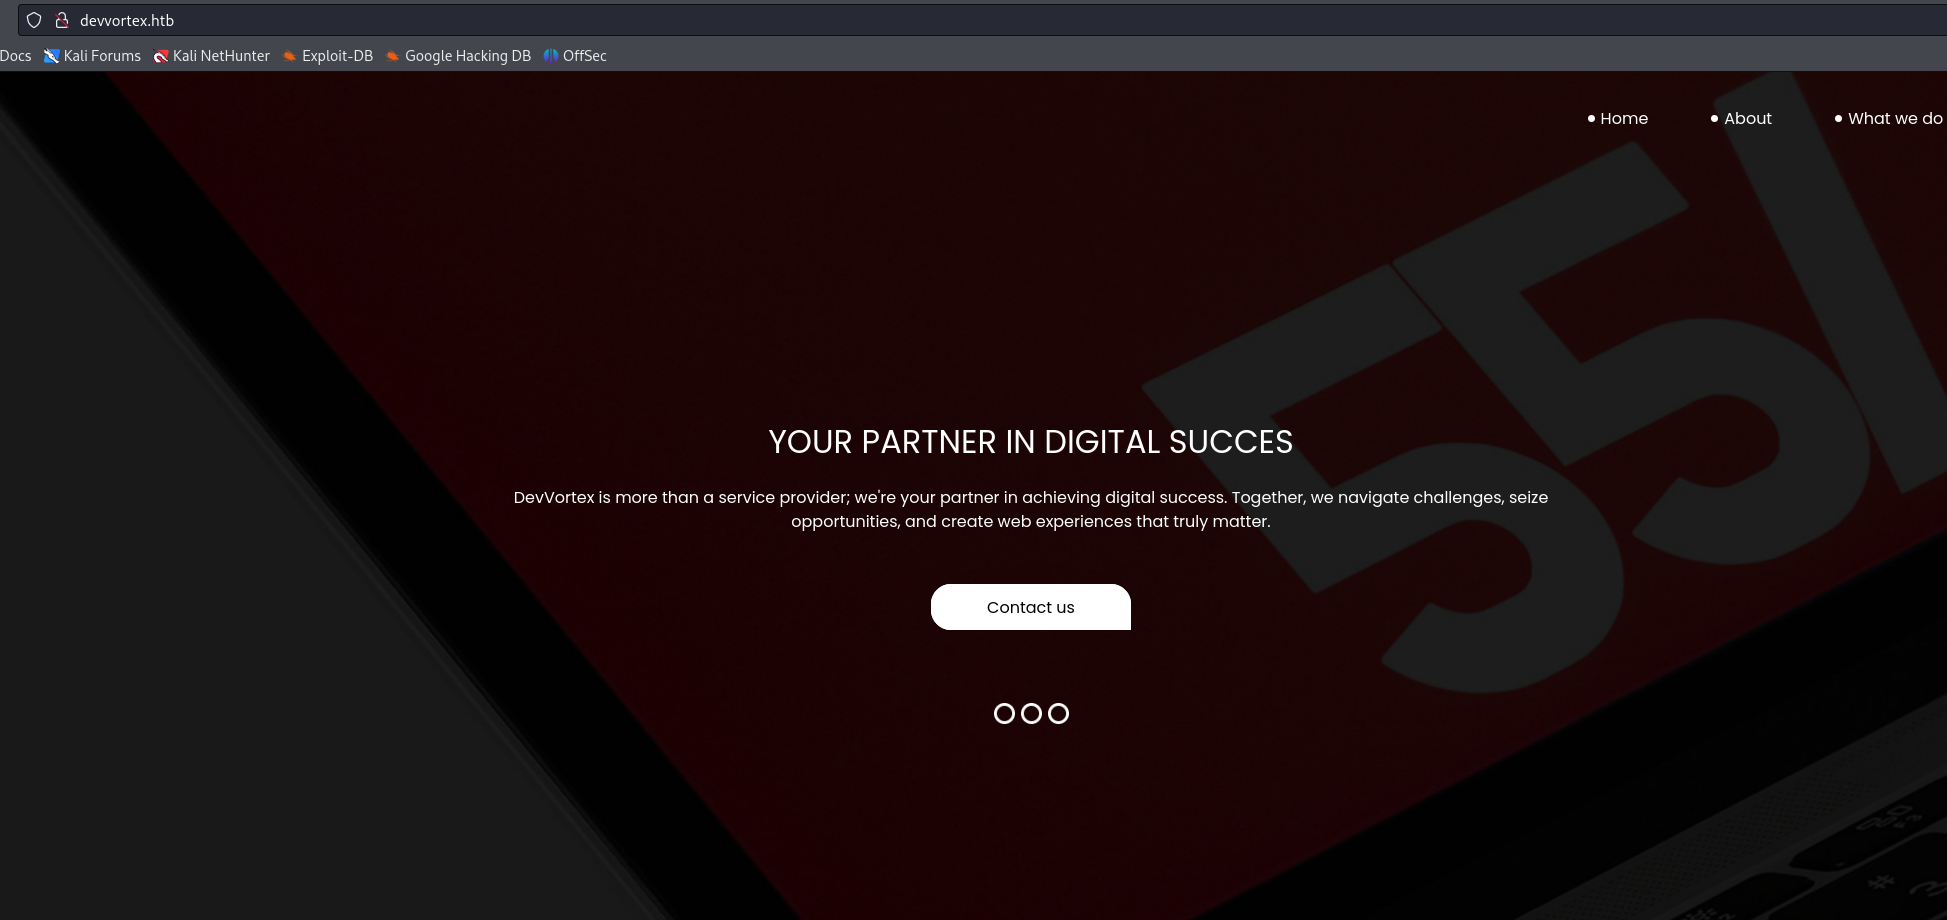 devvortex.htb
Docs Kali Forums Kali NetHunter Exploit-DB Google Hacking DB OffSec
Home About What we do
YOUR PARTNER IN DIGITAL SUCCES
DevVortex is more than a service provider; we're your partner in achieving digital success. Together, we navigate challenges, seize
opportunities, and create web experiences that truly matter.
Contact us